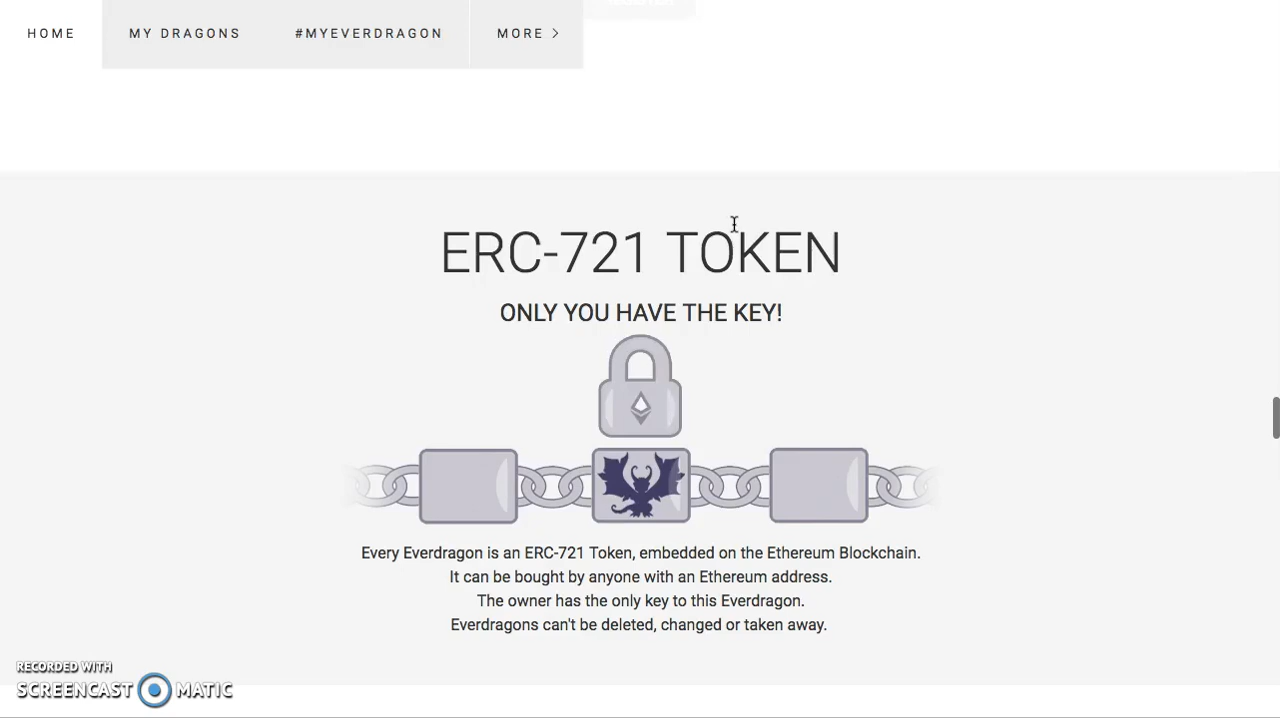 HOME
MY DRAGONS
#MYEVERDRAGON
MORE >
ERC-721 TOKEN
ONLY YOU HAVE THE KEY!
Every Everdragon is an ERC-721 Token, embedded on the Ethereum Blockchain.
It can be bought by anyone with an Ethereum address.
The owner has the only key to this Everdragon.
Everdragons can't be deleted, changed or taken away.
RECORDED WITH
SCREENCAST MATIC